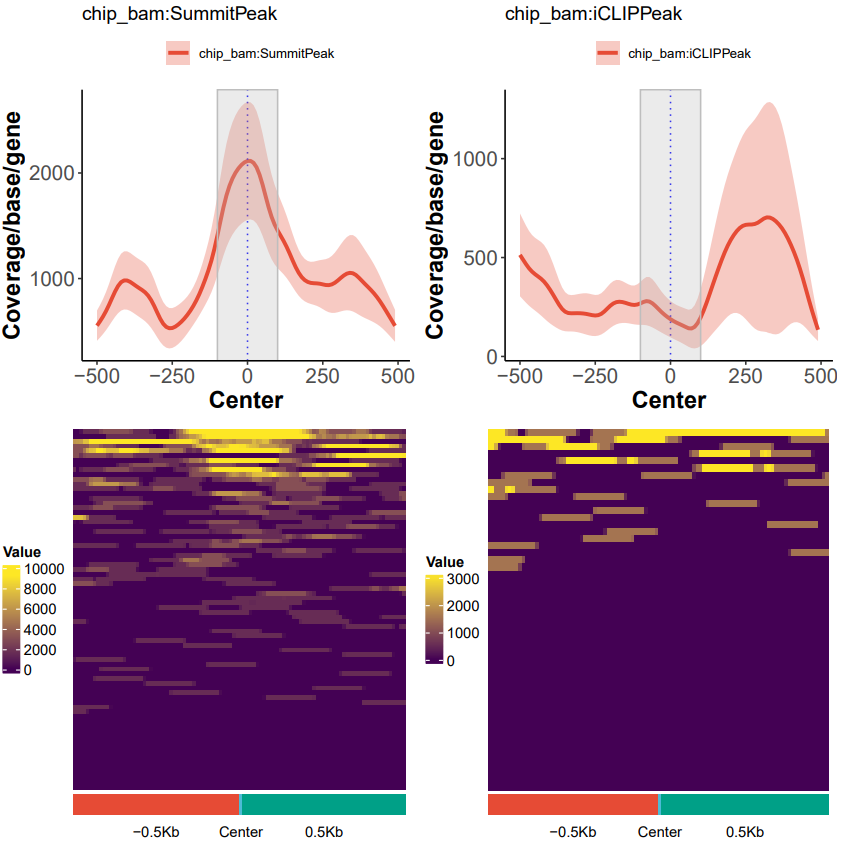 chip_bam:SummitPeak
chip_bam:SummitPeak
Coverage/base/gene
2000
1000
−500
−250
0
250
500
Center
chip_bam:iCLIPPeak
chip_bam:iCLIPPeak
Coverage/base/gene
1000
500
0
−500
−250
0
250
500
Center
Value
10000
8000
6000
4000
2000
0
−0.5Kb
Center
0.5Kb
Value
3000
2000
1000
0
−0.5Kb
Center
0.5Kb